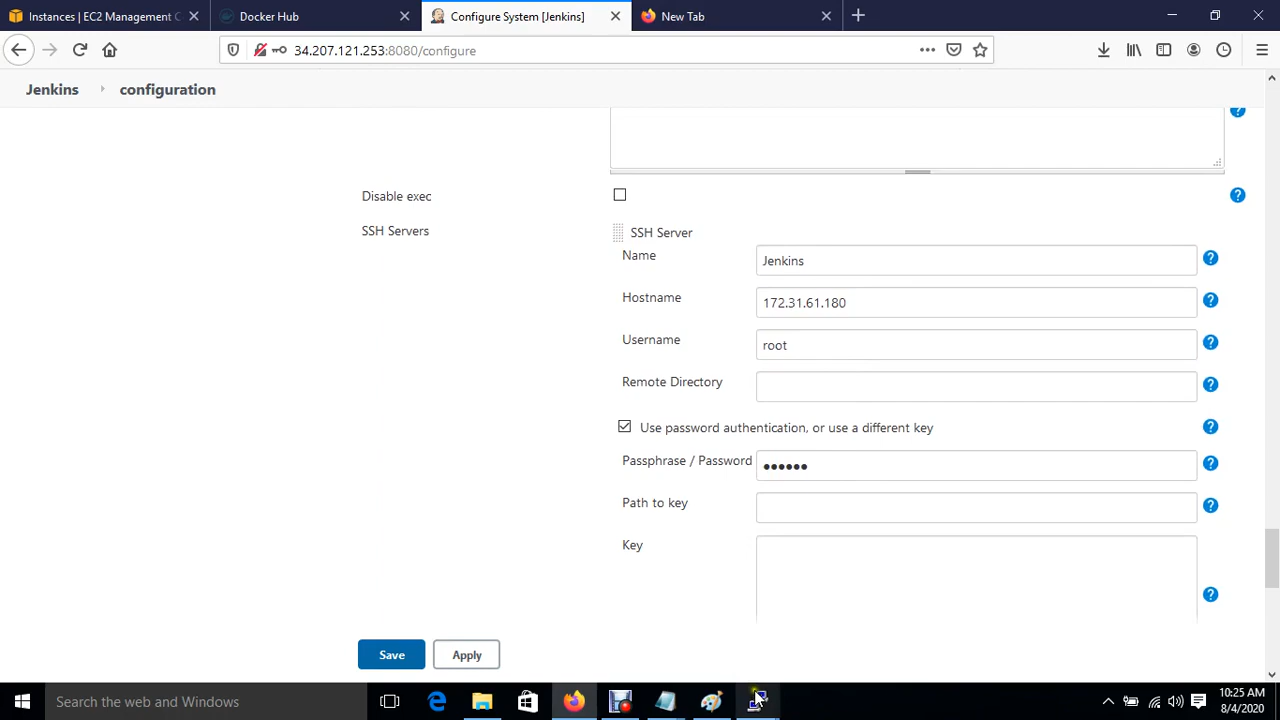 Instances | EC2 Management C
Docker Hub
Configure System [Jenkins]
New Tab
34.207.121.253:8080/configure
Jenkins configuration
Disable exec
SSH Servers
SSH Server
Name
Jenkins
Hostname
172.31.61.180
Username
root
Remote Directory
Use password authentication, or use a different key
Passphrase / Password
••••••
Path to key
Key
Save
Apply
Search the web and Windows
10:25 AM
8/4/2020